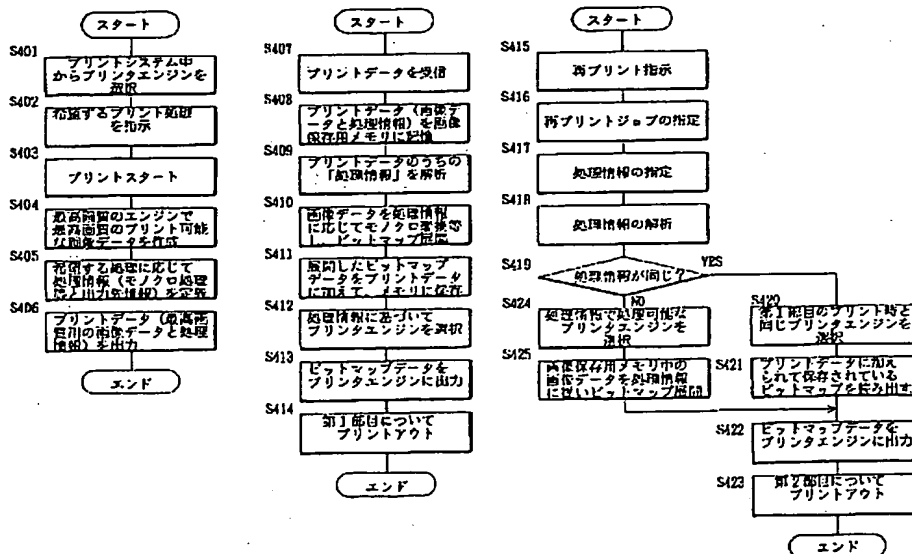 スタート
S401
プリントシステム中
からプリンタエンジンを
選択
S402
希望するプリント処理
を指示
S403
プリントスタート
S404
最高画質のエンジンで
最高画質のプリント可能
な画像データを作成
S405
希望する処理に応じて
処理情報(モノクロ処理
等と出力先情報)を定義
S406
プリントデータ(最高画
質用の画像データと処理
情報)を出力
エンド
スタート
S407
プリントデータを受信
S408
プリントデータ(画像デ
ータと処理情報)を画像
保存用メモリに記憶
S409
プリントデータのうちの
「処理情報」を解析
S410
画像データを処理情報
に応じてモノクロ変換等
し、ビットマップ展開
S411
展開したビットマップ
データをプリントデータ
に加えて、メモリに保存
S412
処理情報に基づいて
プリンタエンジンを選択
S413
ビットマップデータを
プリンタエンジンに出力
S414
第1部目について
プリントアウト
エンド
スタート
S415
再プリント指示
S416
再プリントジョブの指定
S417
処理情報の指定
S418
処理情報の解析
S419
処理情報が同じ?
YES
NO
S424
処理情報で処理可能な
プリンタエンジンを
選択
S425
画像保存用メモリ中の
画像データを処理情報
に従いビットマップ展開
S420
第1部目のプリント時と
同じプリンタエンジンを
選択
S421
プリントデータに加え
られて保存されている
ビットマップを読み出す
S422
ビットマップデータを
プリンタエンジンに出力
S423
第2部目について
プリントアウト
エンド